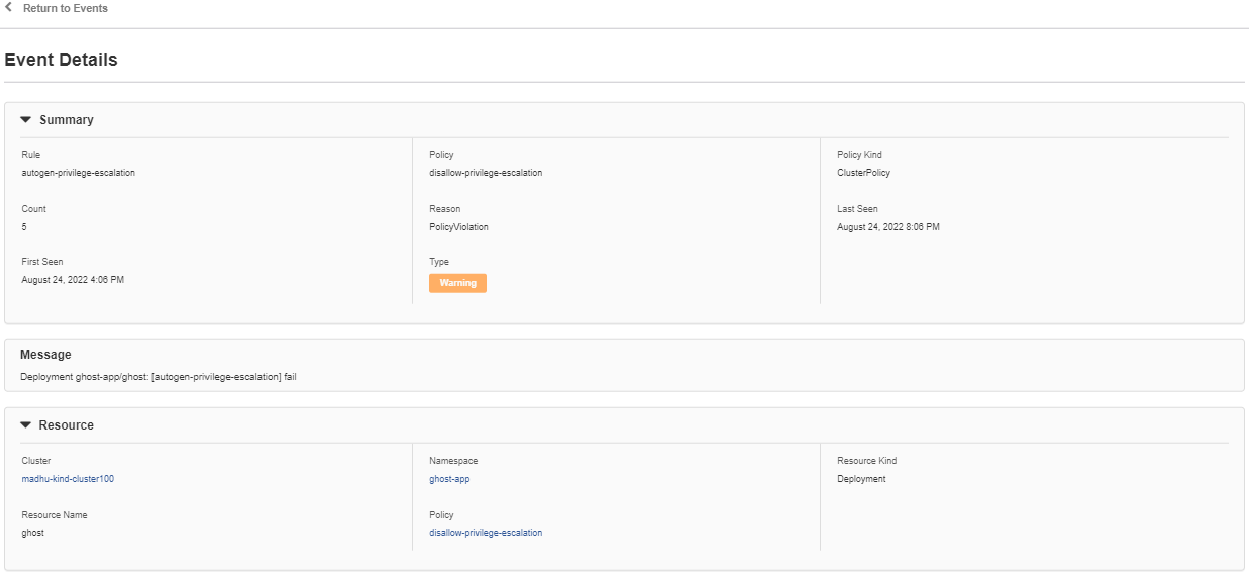 Return to Events
Event Details
Summary
Rule
autogen-privilege-escalation
Policy
disallow-privilege-escalation
Policy Kind
ClusterPolicy
Count
5
Reason
PolicyViolation
Last Seen
August 24, 2022 8:06 PM
First Seen
August 24, 2022 4:06 PM
Type
Warning
Message
Deployment ghost-app/ghost: [autogen-privilege-escalation] fail
Resource
Cluster
madhu-kind-cluster100
Namespace
ghost-app
Resource Kind
Deployment
Resource Name
ghost
Policy
disallow-privilege-escalation